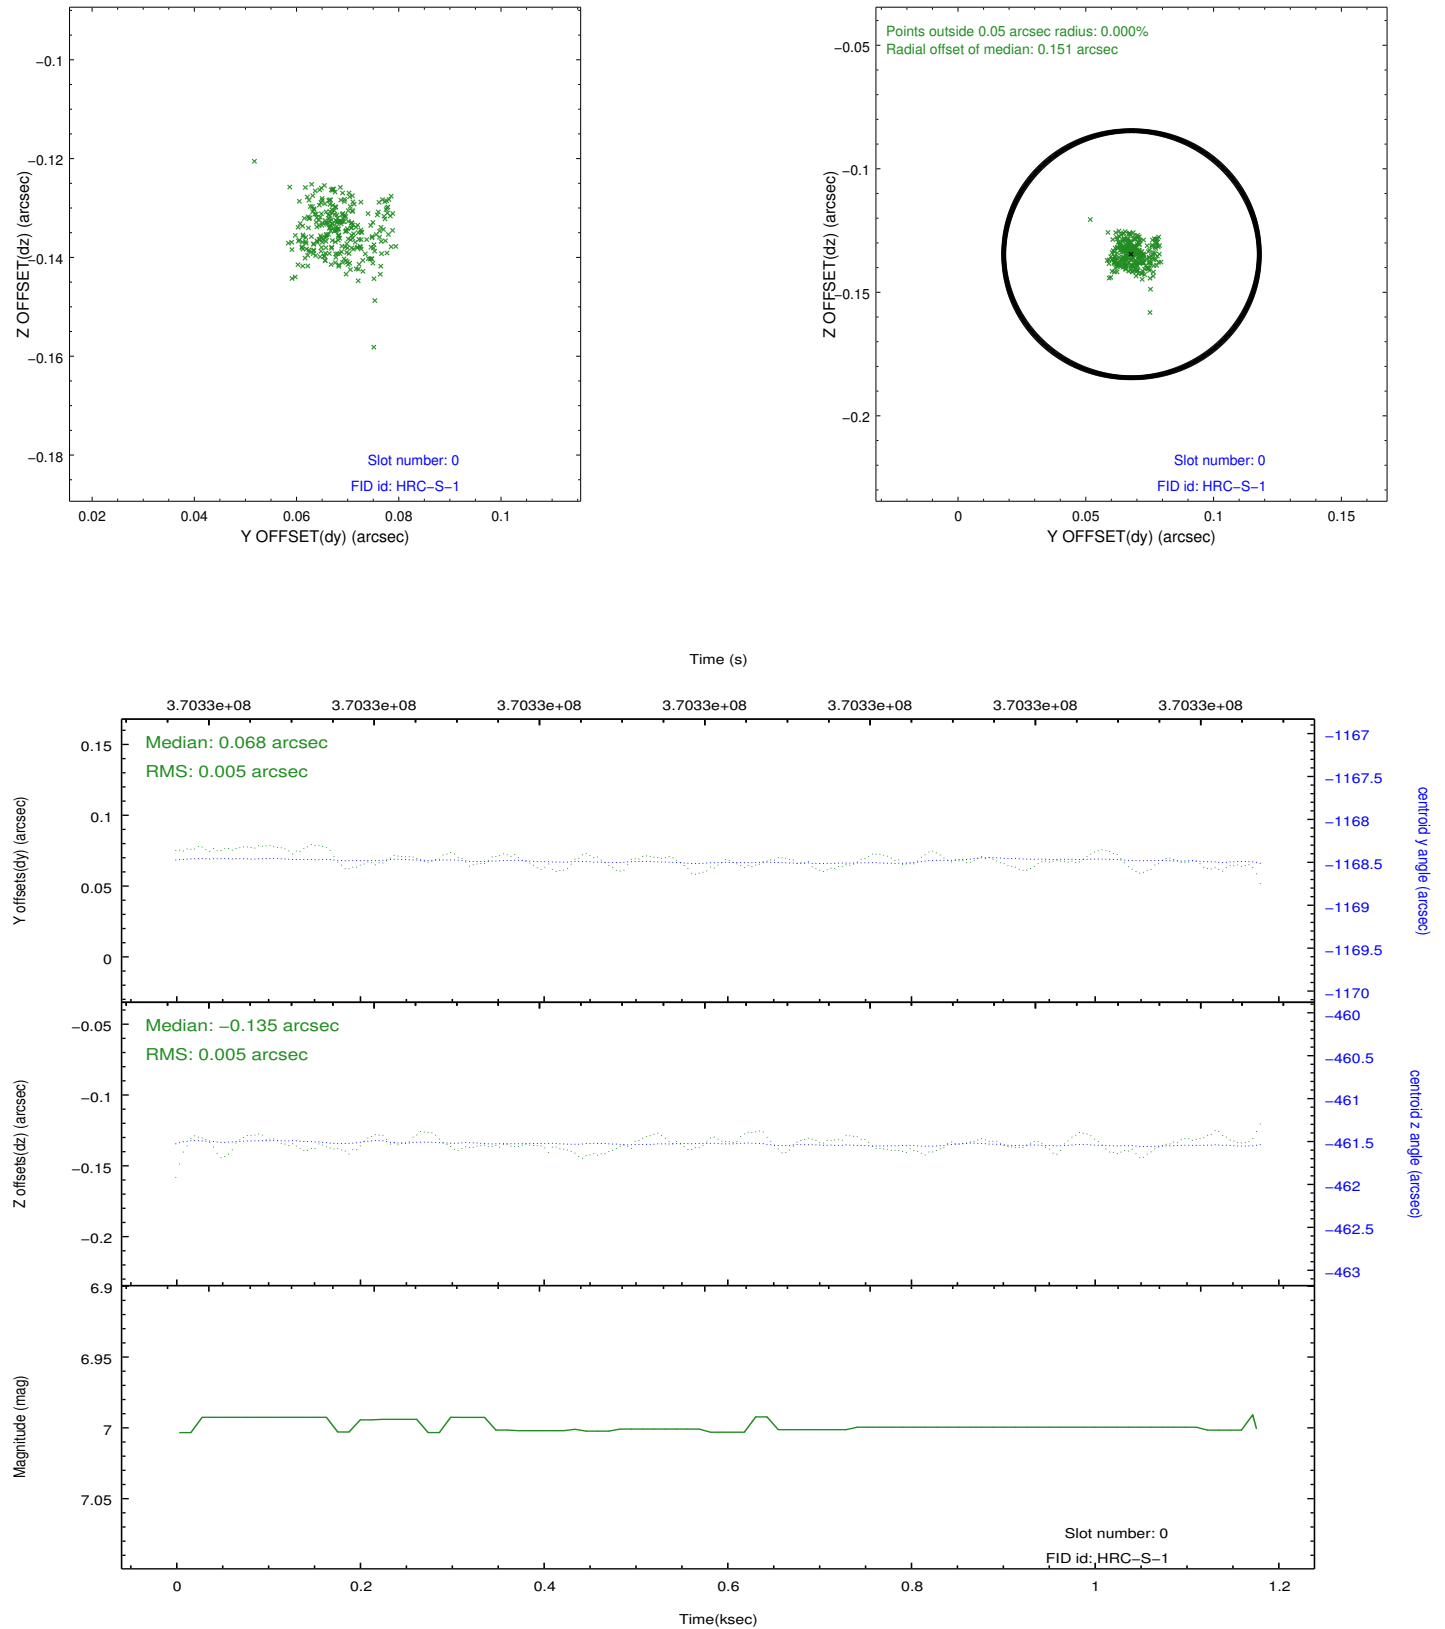 −0.1
−0.12
−0.14
−0.16
−0.18
Z OFFSET(dz) (arcsec)
Slot number: 0
FID id: HRC−S−1
0.02
0.04
0.06
0.08
0.1
Y OFFSET(dy) (arcsec)
Points outside 0.05 arcsec radius: 0.000%
Radial offset of median: 0.151 arcsec
−0.05
−0.1
−0.15
−0.2
Z OFFSET(dz) (arcsec)
Slot number: 0
FID id: HRC−S−1
0
0.05
0.1
0.15
Y OFFSET(dy) (arcsec)
Time (s)
3.7033e+08
3.7033e+08
3.7033e+08
3.7033e+08
3.7033e+08
3.7033e+08
3.7033e+08
Median: 0.068 arcsec
RMS: 0.005 arcsec
0.15
0.1
0.05
0
Y offsets(dy) (arcsec)
−1167
−1167.5
−1168
−1168.5
−1169
−1169.5
−1170
centroid y angle (arcsec)
Median: −0.135 arcsec
RMS: 0.005 arcsec
−0.05
−0.1
−0.15
−0.2
Z offsets(dz) (arcsec)
−460
−460.5
−461
−461.5
−462
−462.5
−463
centroid z angle (arcsec)
6.9
6.95
7
7.05
Magnitude (mag)
Slot number: 0
FID id: HRC−S−1
0
0.2
0.4
0.6
0.8
1
1.2
Time(ksec)